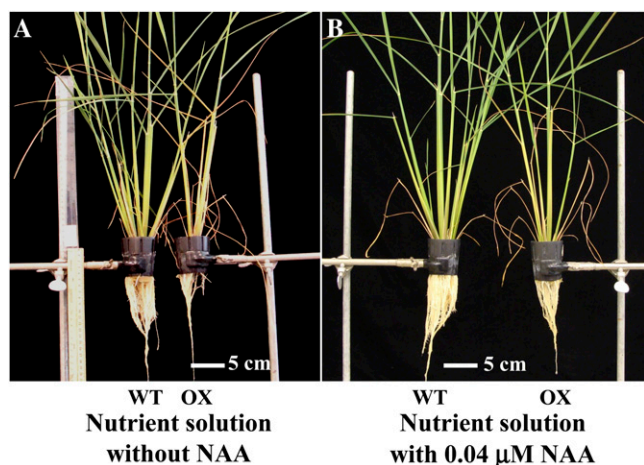 A
B
5 cm
5 cm
WT OX
WT OX
Nutrient solution
without NAA
Nutrient solution
with 0.04 μM NAA